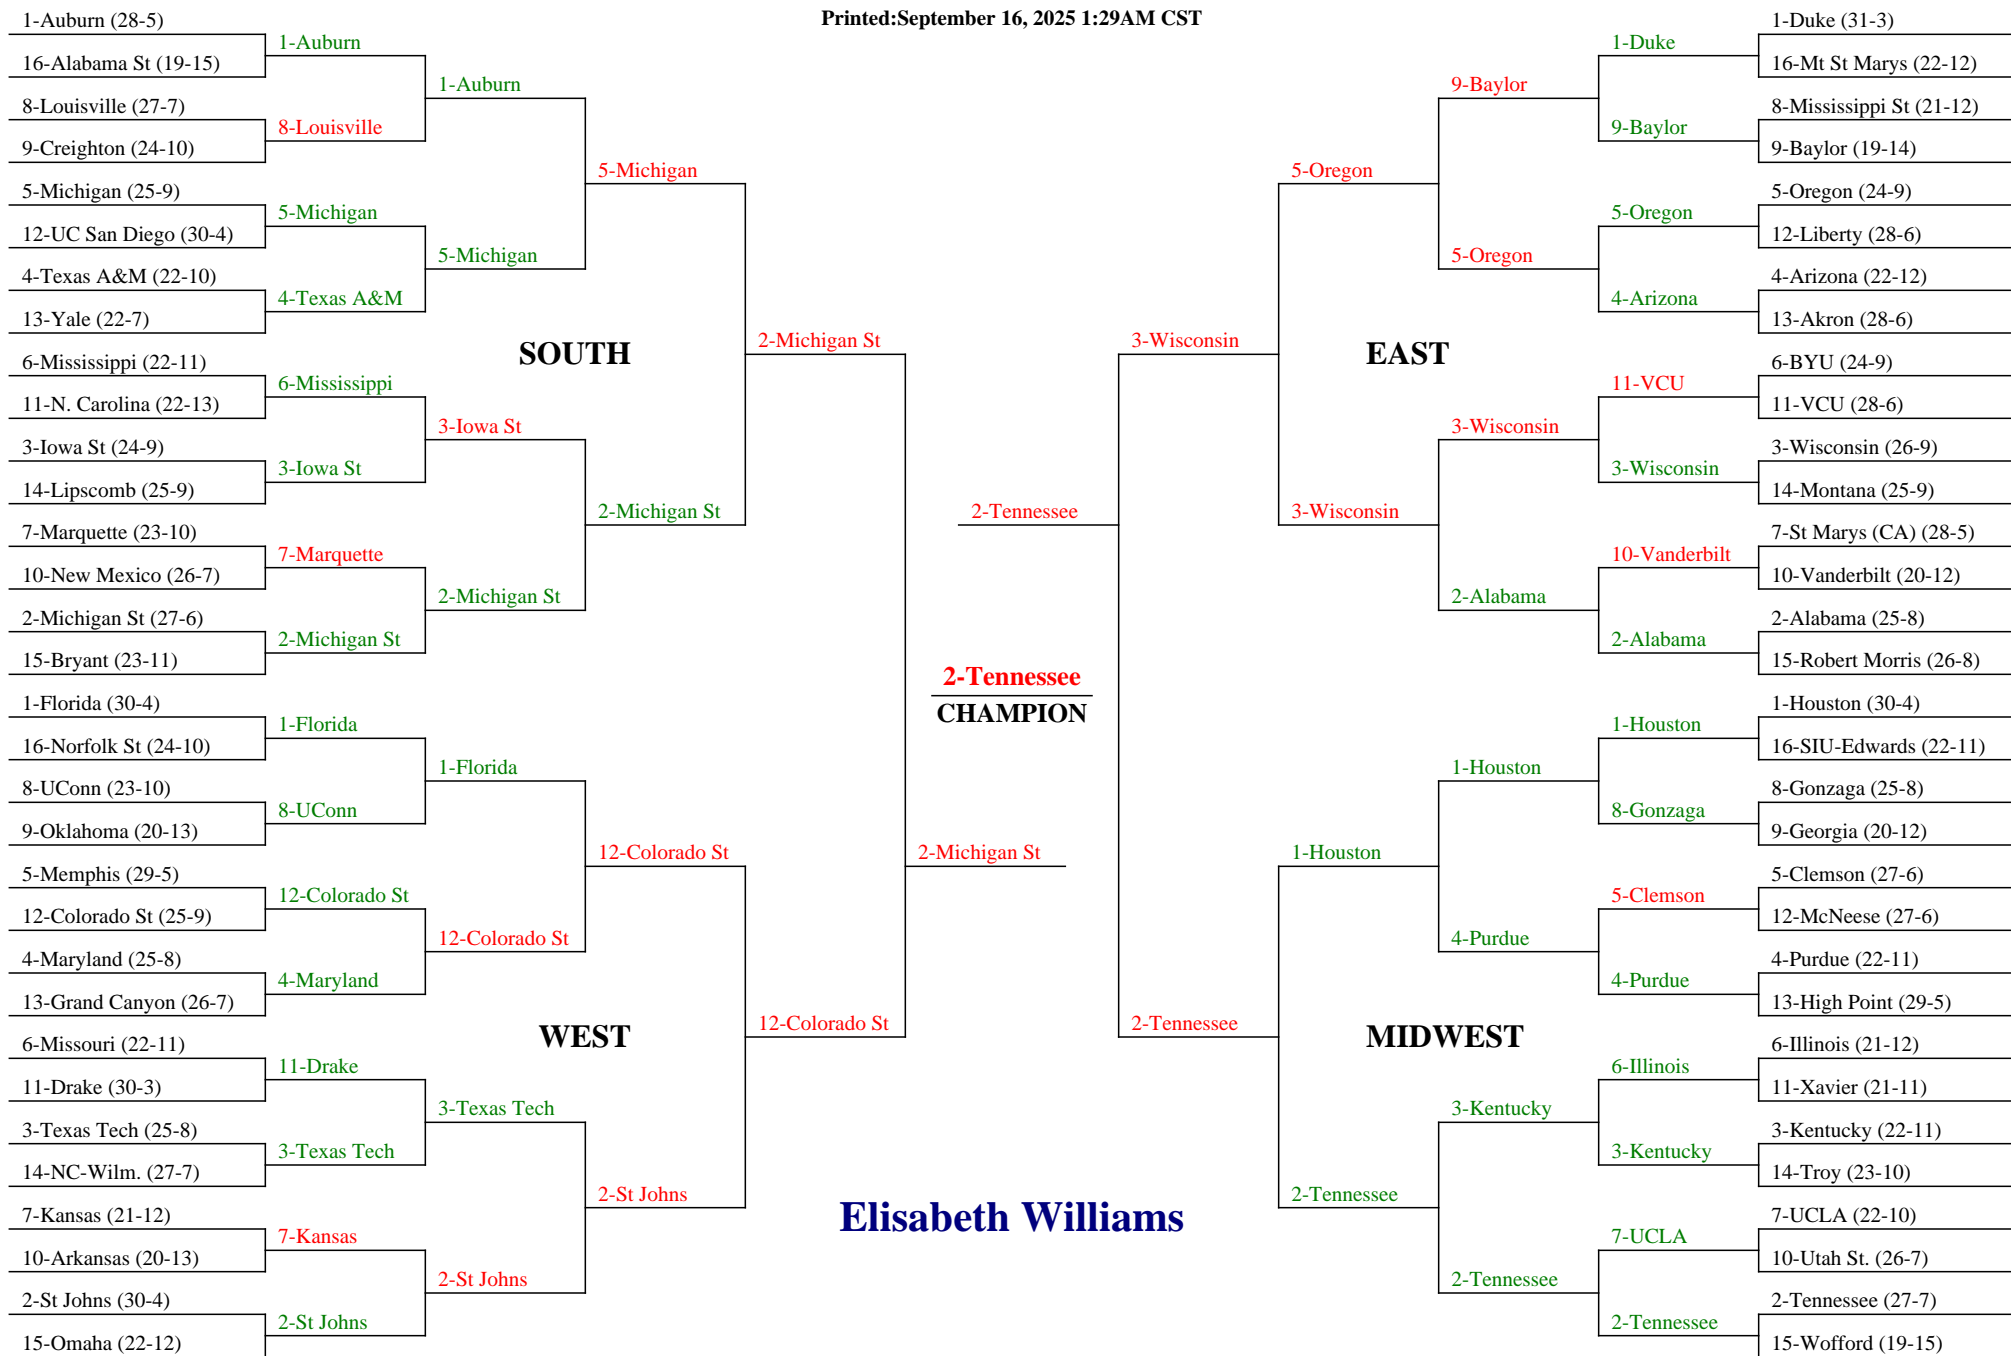 Printed:September 16, 2025 1:29AM CST
1-Auburn (28-5)
16-Alabama St (19-15)
8-Louisville (27-7)
9-Creighton (24-10)
5-Michigan (25-9)
12-UC San Diego (30-4)
4-Texas A&M (22-10)
13-Yale (22-7)
6-Mississippi (22-11)
11-N. Carolina (22-13)
3-Iowa St (24-9)
14-Lipscomb (25-9)
7-Marquette (23-10)
10-New Mexico (26-7)
2-Michigan St (27-6)
15-Bryant (23-11)
1-Florida (30-4)
16-Norfolk St (24-10)
8-UConn (23-10)
9-Oklahoma (20-13)
5-Memphis (29-5)
12-Colorado St (25-9)
4-Maryland (25-8)
13-Grand Canyon (26-7)
6-Missouri (22-11)
11-Drake (30-3)
3-Texas Tech (25-8)
14-NC-Wilm. (27-7)
7-Kansas (21-12)
10-Arkansas (20-13)
2-St Johns (30-4)
15-Omaha (22-12)
1-Auburn
8-Louisville
5-Michigan
4-Texas A&M
6-Mississippi
3-Iowa St
7-Marquette
2-Michigan St
1-Florida
8-UConn
12-Colorado St
4-Maryland
11-Drake
3-Texas Tech
7-Kansas
2-St Johns
1-Auburn
5-Michigan
3-Iowa St
2-Michigan St
1-Florida
12-Colorado St
3-Texas Tech
2-St Johns
5-Michigan
2-Michigan St
12-Colorado St
2-St Johns
SOUTH
WEST
2-Michigan St
12-Colorado St
2-Michigan St
2-Tennessee
2-Tennessee
CHAMPION
Elisabeth Williams
3-Wisconsin
2-Tennessee
EAST
MIDWEST
5-Oregon
3-Wisconsin
1-Houston
2-Tennessee
9-Baylor
5-Oregon
3-Wisconsin
2-Alabama
1-Houston
4-Purdue
3-Kentucky
2-Tennessee
1-Duke
9-Baylor
5-Oregon
4-Arizona
11-VCU
3-Wisconsin
10-Vanderbilt
2-Alabama
1-Houston
8-Gonzaga
5-Clemson
4-Purdue
6-Illinois
3-Kentucky
7-UCLA
2-Tennessee
1-Duke (31-3)
16-Mt St Marys (22-12)
8-Mississippi St (21-12)
9-Baylor (19-14)
5-Oregon (24-9)
12-Liberty (28-6)
4-Arizona (22-12)
13-Akron (28-6)
6-BYU (24-9)
11-VCU (28-6)
3-Wisconsin (26-9)
14-Montana (25-9)
7-St Marys (CA) (28-5)
10-Vanderbilt (20-12)
2-Alabama (25-8)
15-Robert Morris (26-8)
1-Houston (30-4)
16-SIU-Edwards (22-11)
8-Gonzaga (25-8)
9-Georgia (20-12)
5-Clemson (27-6)
12-McNeese (27-6)
4-Purdue (22-11)
13-High Point (29-5)
6-Illinois (21-12)
11-Xavier (21-11)
3-Kentucky (22-11)
14-Troy (23-10)
7-UCLA (22-10)
10-Utah St. (26-7)
2-Tennessee (27-7)
15-Wofford (19-15)